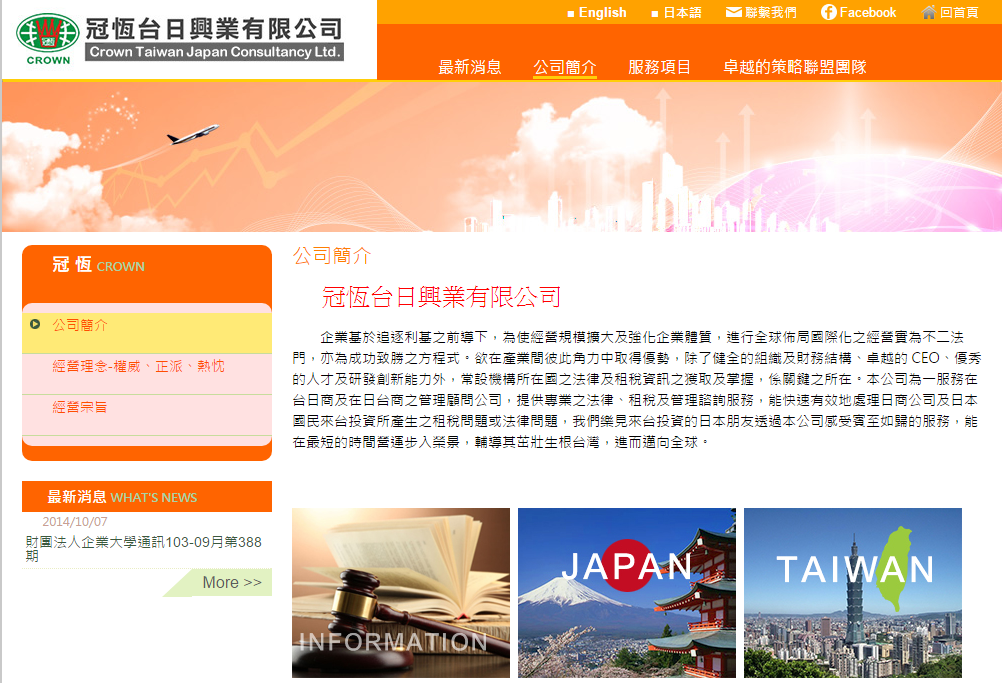 冠恆台日興業有限公司
Crown Taiwan Japan Consultancy Ltd.
CROWN
English
日本語
聯繫我們
Facebook
回首頁
最新消息
公司簡介
服務項目
卓越的策略聯盟團隊
冠 恆 CROWN
公司簡介
經營理念-權威、正派、熱忱
經營宗旨
最新消息 WHAT'S NEWS
2014/10/07
財團法人企業大學通訊103-09月第388
期
More >>
公司簡介
冠恆台日興業有限公司
企業基於追逐利基之前導下，為使經營規模擴大及強化企業體質，進行全球佈局國際化之經營實為不二法
門，亦為成功致勝之方程式。欲在產業間彼此角力中取得優勢，除了健全的組織及財務結構、卓越的 CEO、優秀
的人才及研發創新能力外，常設機構所在國之法律及租稅資訊之獲取及掌握，係關鍵之所在。本公司為一服務在
台日商及在日台商之管理顧問公司，提供專業之法律、租稅及管理諮詢服務，能快速有效地處理日商公司及日本
國民來台投資所產生之租稅問題或法律問題，我們樂見來台投資的日本朋友透過本公司感受賓至如歸的服務，能
在最短的時間營運步入榮景，輔導其茁壯生根台灣，進而邁向全球。
INFORMATION
JAPAN
TAIWAN